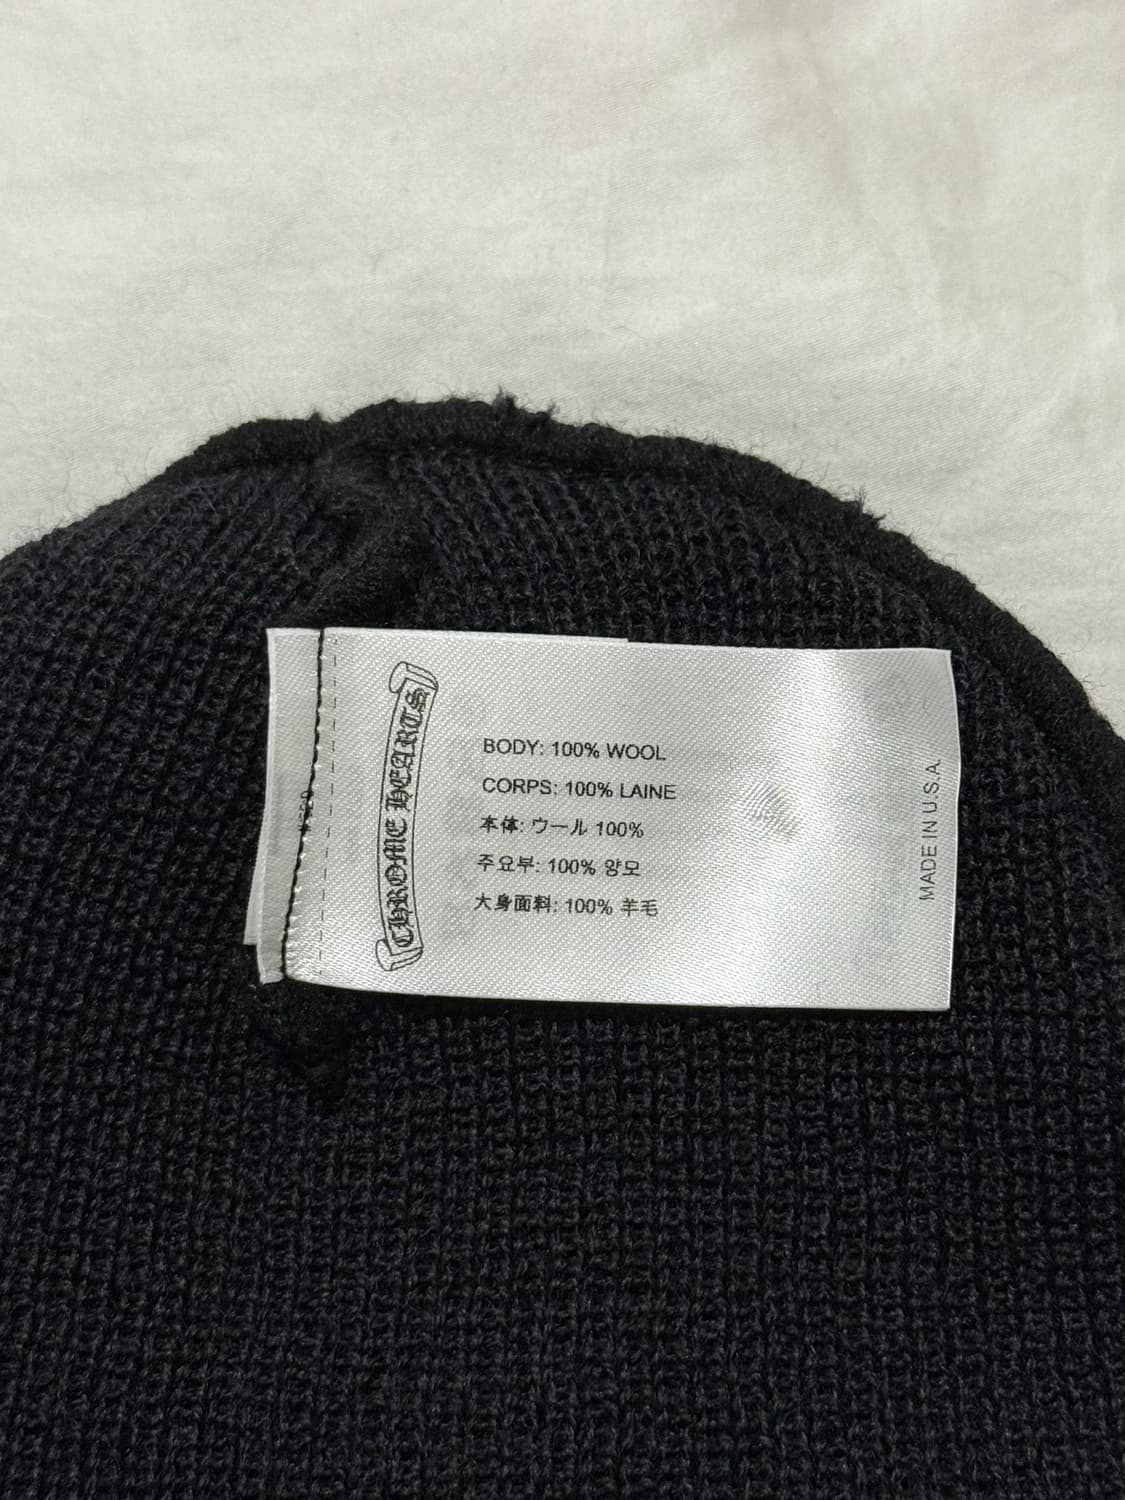 CHROME HEARTS
BODY: 100% WOOL
CORPS: 100% LAINE
本体: ウール 100%
주요부: 100% 양모
大身面料: 100% 羊毛
MADE IN U.S.A.